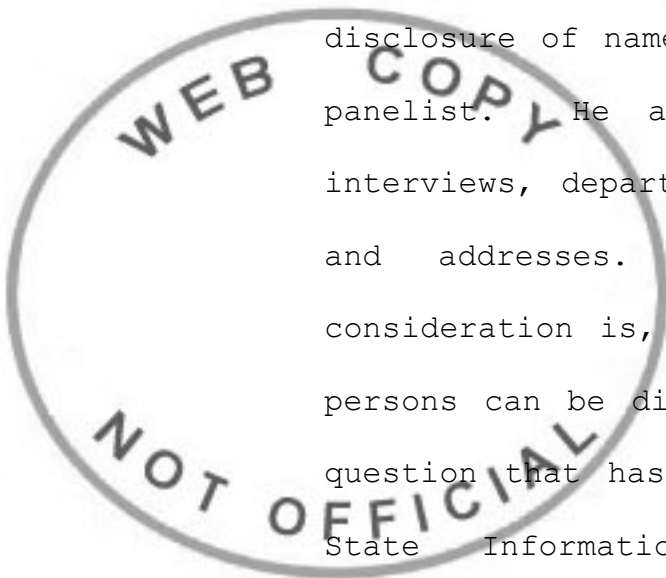 disclosure of name
panelist. He a
interviews, depart
and addresses.
consideration is,
persons can be di
question that has
State Informatio
WEB COPY
NOT OFFICIAL